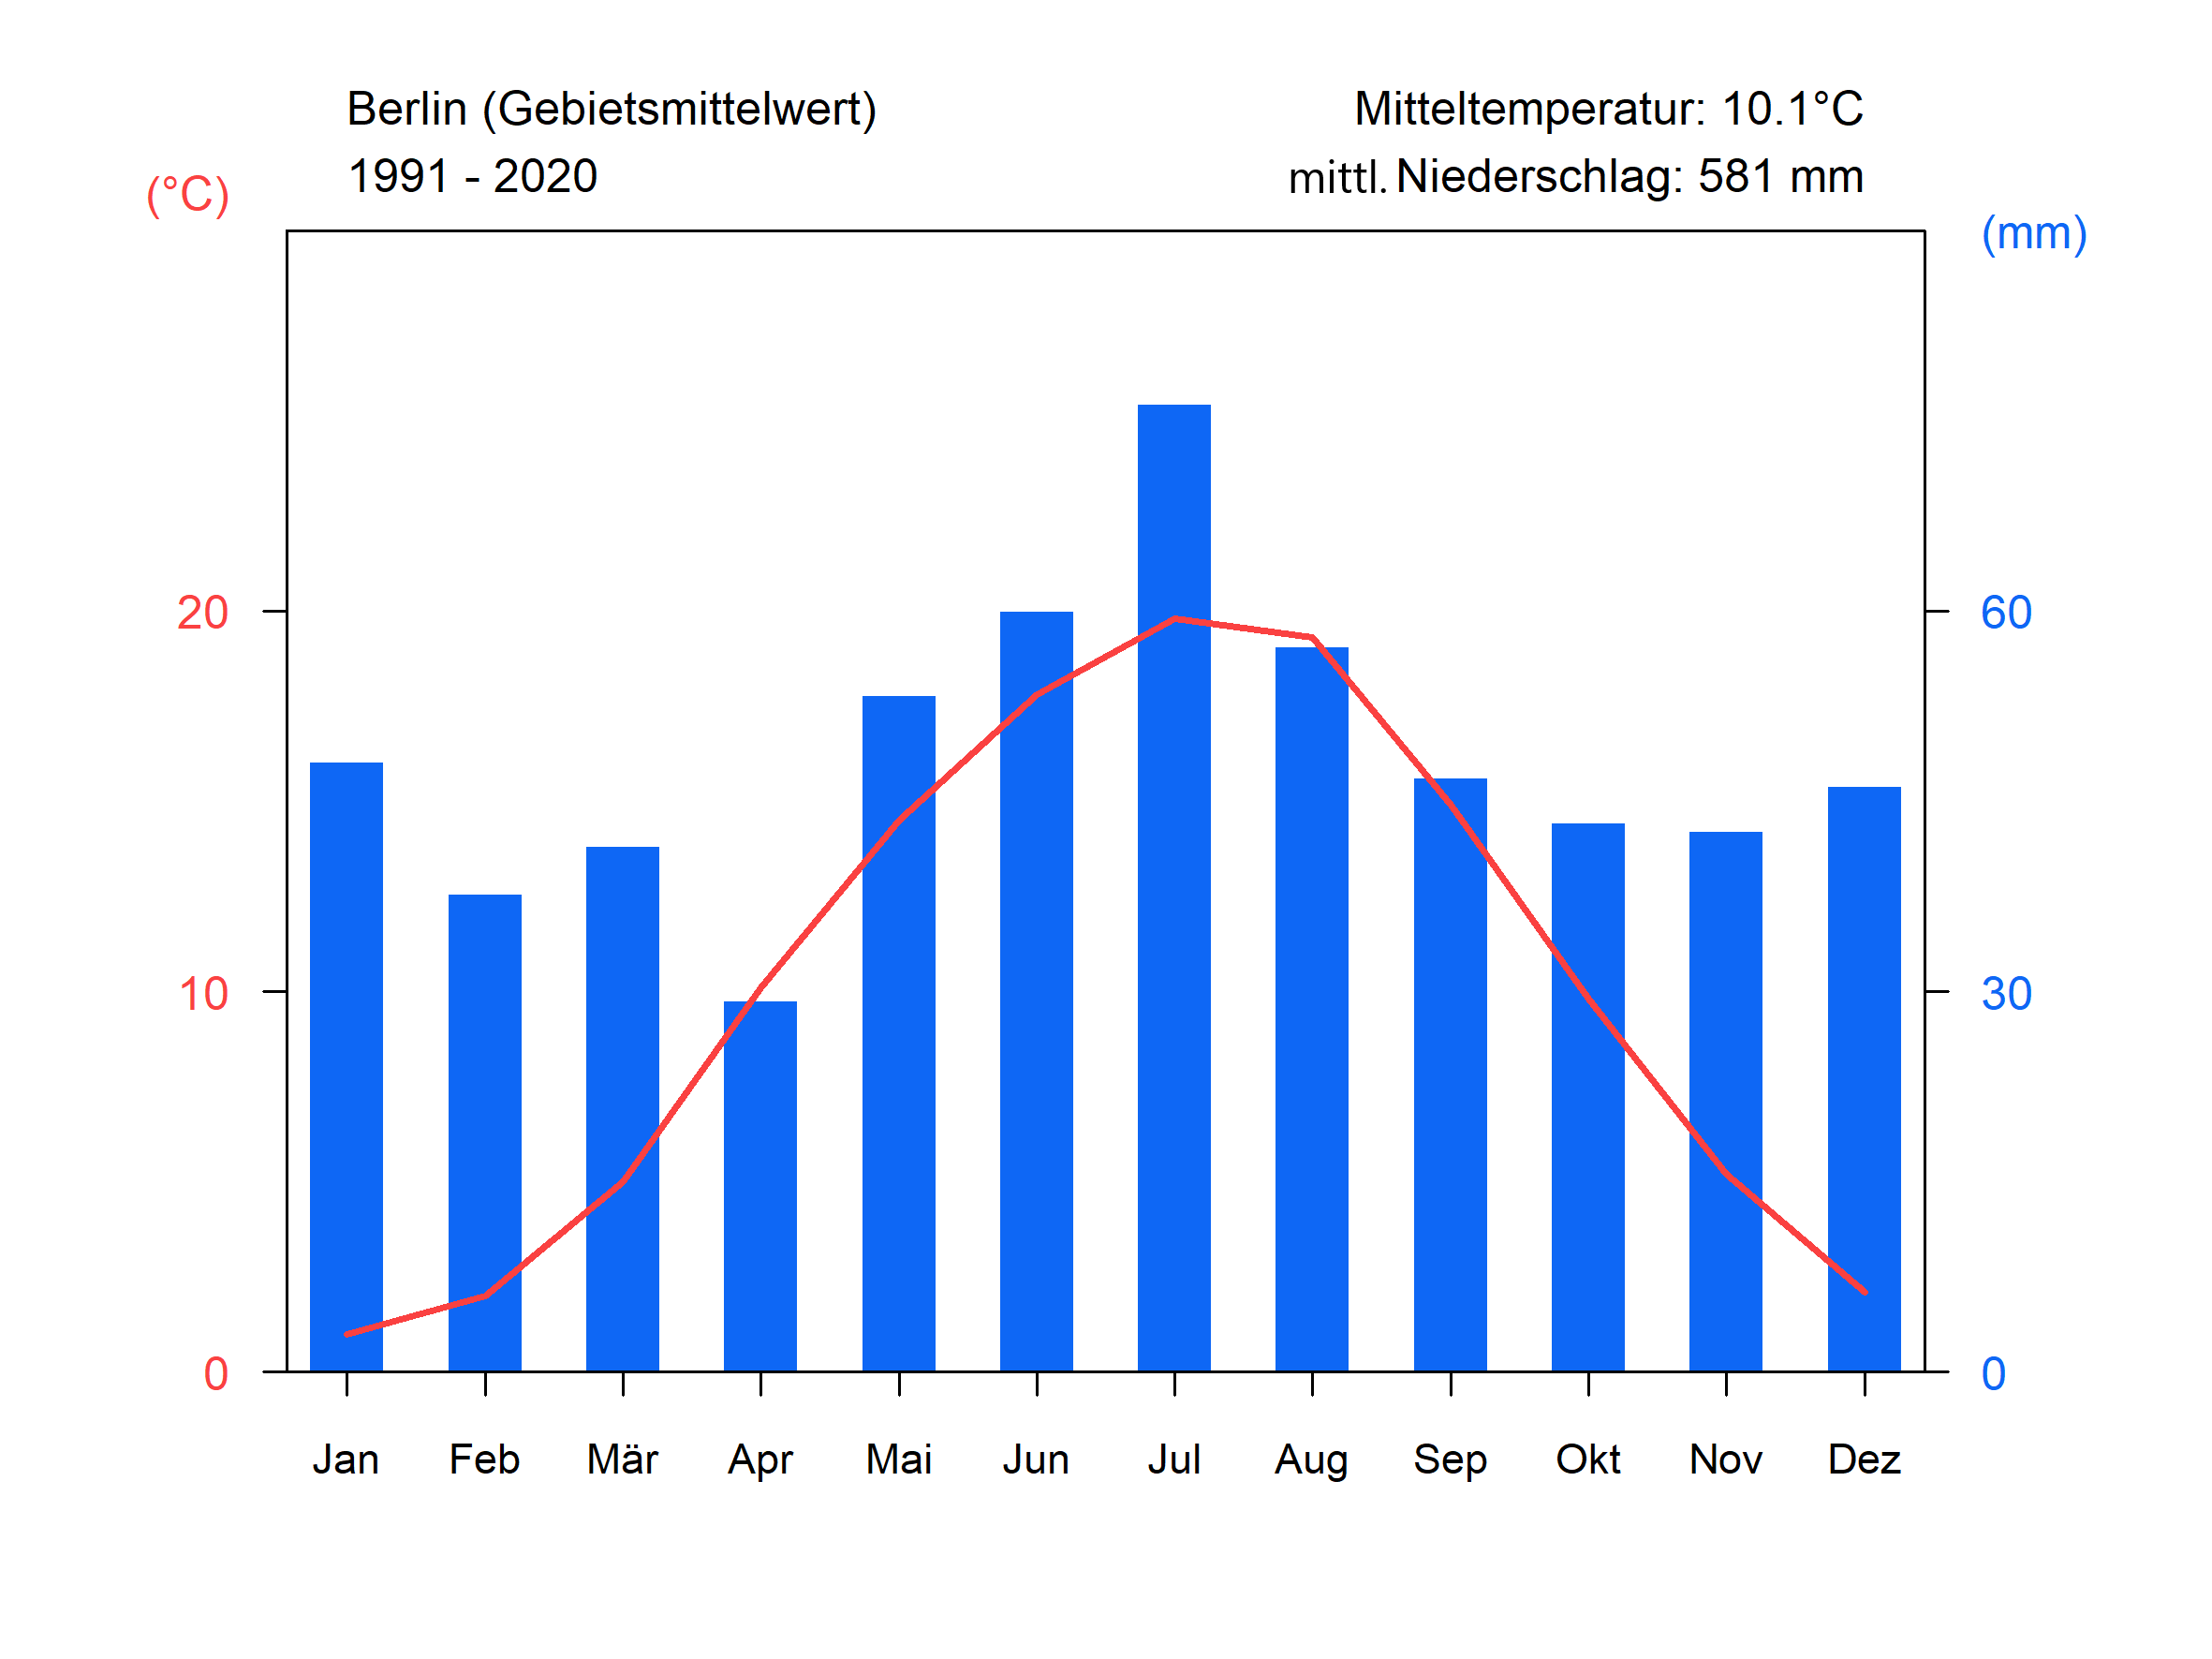 Berlin (Gebietsmittelwert)
Mitteltemperatur: 10.1°C
1991 - 2020
mittl. Niederschlag: 581 mm
(°C)
(mm)
20
60
10
30
0
0
Jan Feb Mär Apr Mai Jun Jul Aug Sep Okt Nov Dez